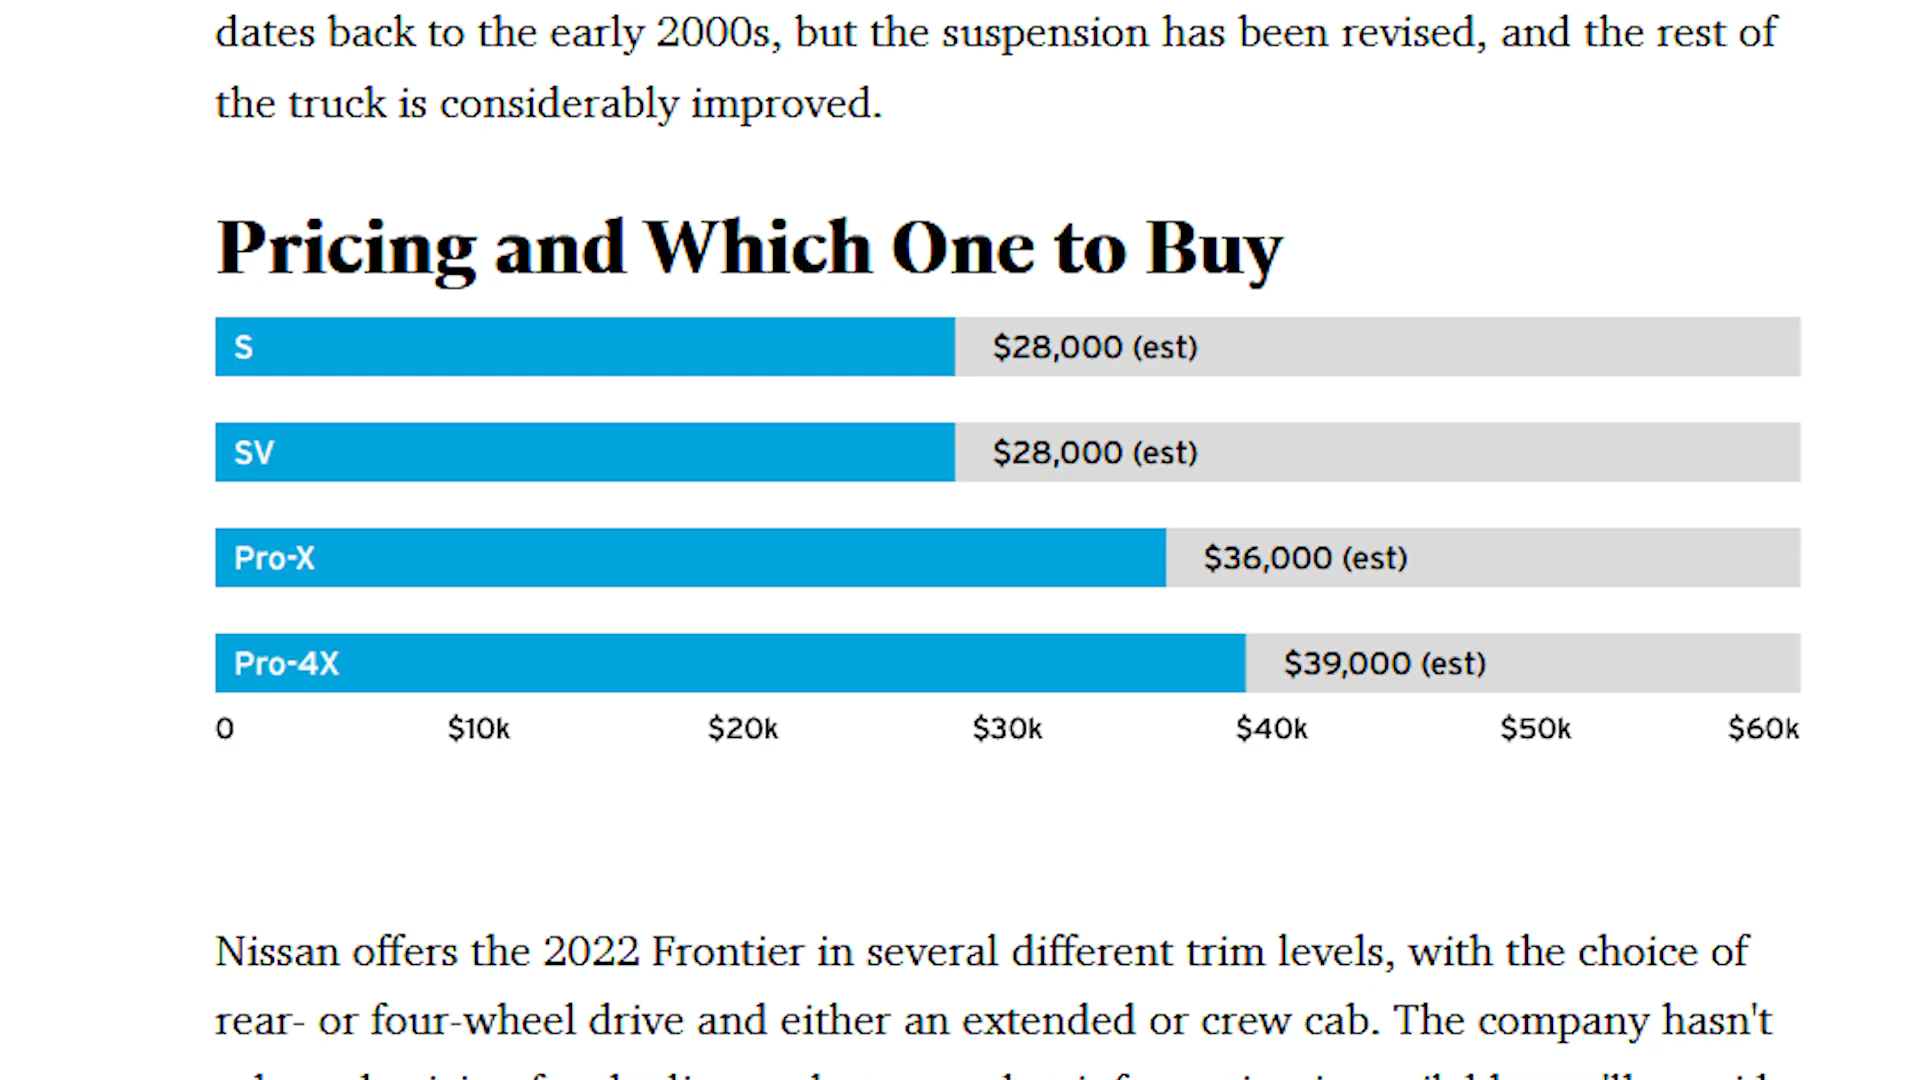 dates back to the early 2000s, but the suspension has been revised, and the rest of
the truck is considerably improved.
Pricing and Which One to Buy
S $28,000 (est)
SV $28,000 (est)
Pro-X $36,000 (est)
Pro-4X $39,000 (est)
0 $10k $20k $30k $40k $50k $60k
Nissan offers the 2022 Frontier in several different trim levels, with the choice of
rear- or four-wheel drive and either an extended or crew cab. The company hasn't